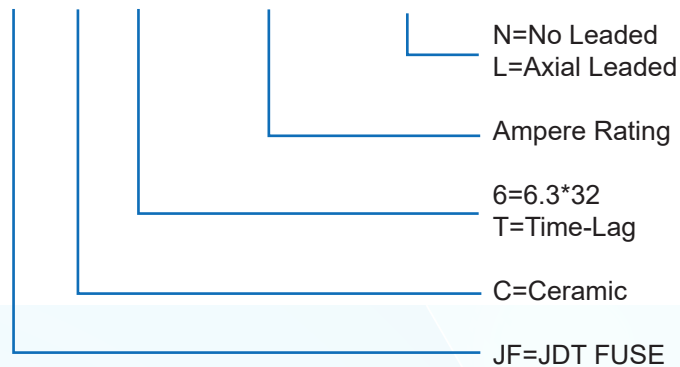 N=No Leaded
L=Axial Leaded
Ampere Rating
6=6.3*32
T=Time-Lag
C=Ceramic
JF=JDT FUSE